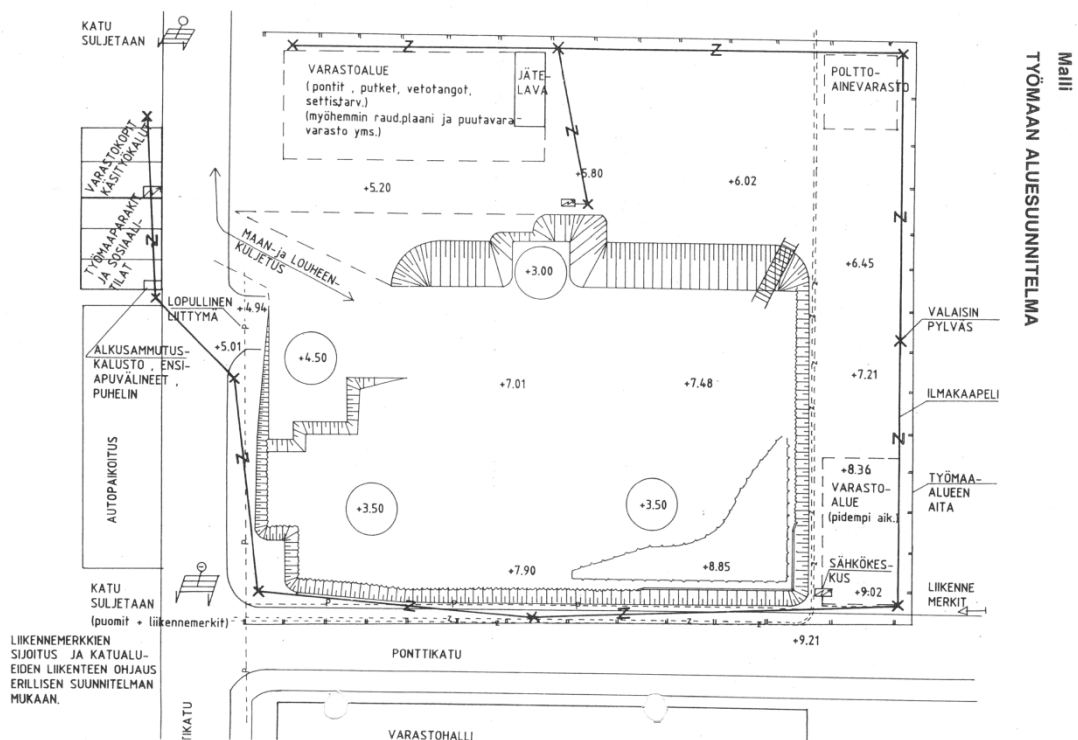 Malli
TYÖMAAN ALUESUUNNITELMA
KATU
SULJETAAN
VARASTOALUE
(pontit , putket, vetotangot,
settistarv.)
(myöhemmin raud.plaani ja puutavara-
varasto yms.)
JÄTE-
LAVA
POLTTO-
AINEVARASTO
VARASTOKOPIT
KÄSITYÖKALUT
TYÖMAAPARAKIT
JA SOSIAALI-
TILAT
+5.20
+5.80
+6.02
MAAN-ja LOUHEEN-
KULJETUS
+3.00
+6.45
LOPULLINEN
LIITTYMÄ
+4.94
+5.01
VALAISIN
PYLVÄS
ALKUSAMMUTUS-
KALUSTO , ENSI-
APUVÄLINEET ,
PUHELIN
+4.50
+7.01
+7.48
+7.21
ILMAKAAPELI
AUTOPAIKOITUS
+3.50
+3.50
+8.36
VARASTO-
ALUE
(pidempi aik.)
TYÖMAA-
ALUEEN
AITA
+7.90
+8.85
SÄHKÖKES-
KUS
+9.02
LIIKENNE
MERKIT
KATU
SULJETAAN
(puomit + liikennemerkit)
+9.21
LIIKENNEMERKKIEN
SIJOITUS JA KATUALU-
EIDEN LIIKENTEEN OHJAUS
ERILLISEN SUUNNITELMAN
MUKAAN.
PONTTIKATU
TIKATU
VARASTOHALLI